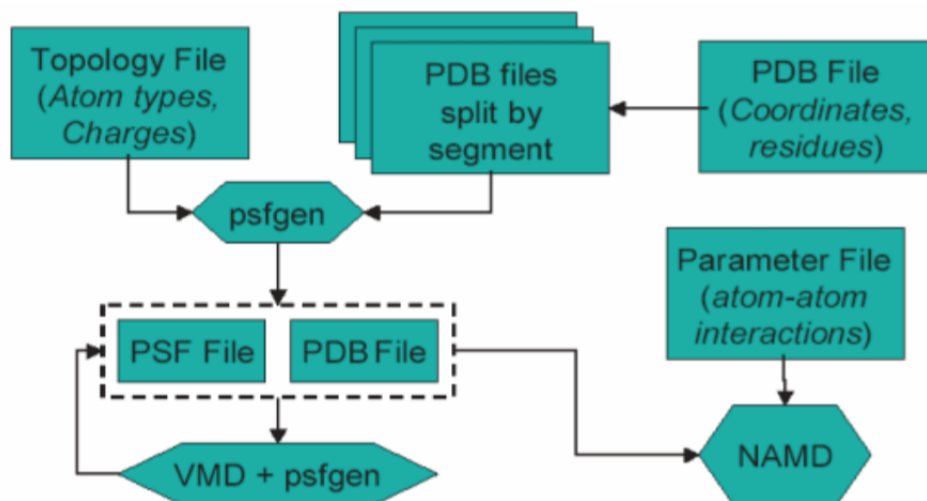 Topology File
(Atom types,
Charges)
PDB files
split by
segment
PDB File
(Coordinates,
residues)
psfgen
Parameter File
(atom-atom
interactions)
PSF File
PDB File
VMD + psfgen
NAMD